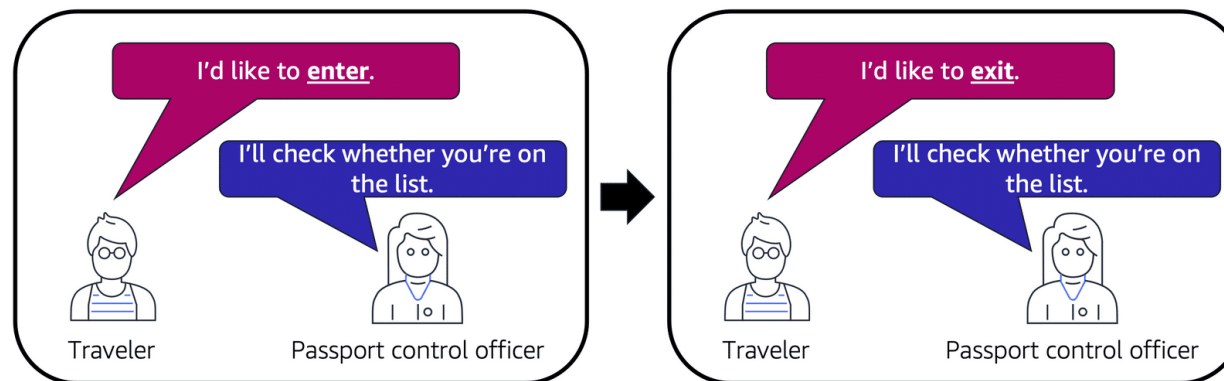 I'd like to enter.
I'll check whether you're on
the list.
Traveler
Passport control officer
I'd like to exit.
I'll check whether you're on
the list.
Traveler
Passport control officer